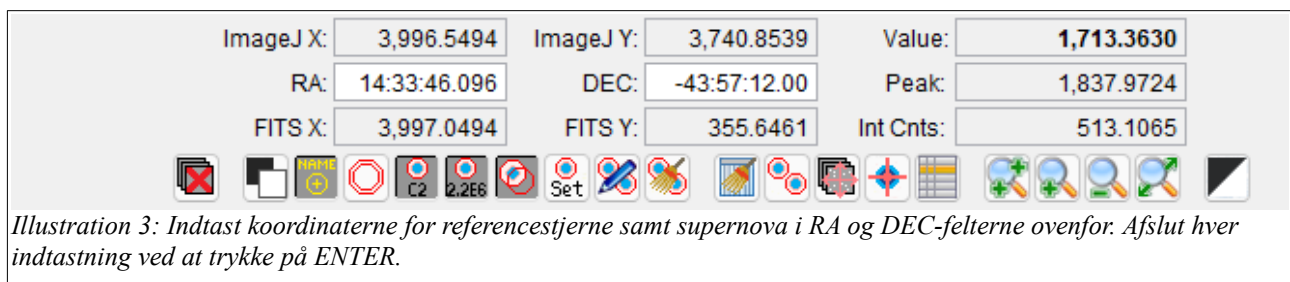 ImageJ X: 3,996.5494 ImageJ Y: 3,740.8539 Value: 1,713.3630
RA: 14:33:46.096 DEC: -43:57:12.00 Peak: 1,837.9724
FITS X: 3,997.0494 FITS Y: 355.6461 Int Cnts: 513.1065
NAME C2 2.2E6 Set
Illustration 3: Indtast koordinaterne for referencestjerne samt supernova i RA og DEC-felterne ovenfor. Afslut hver
indtastning ved at trykke på ENTER.